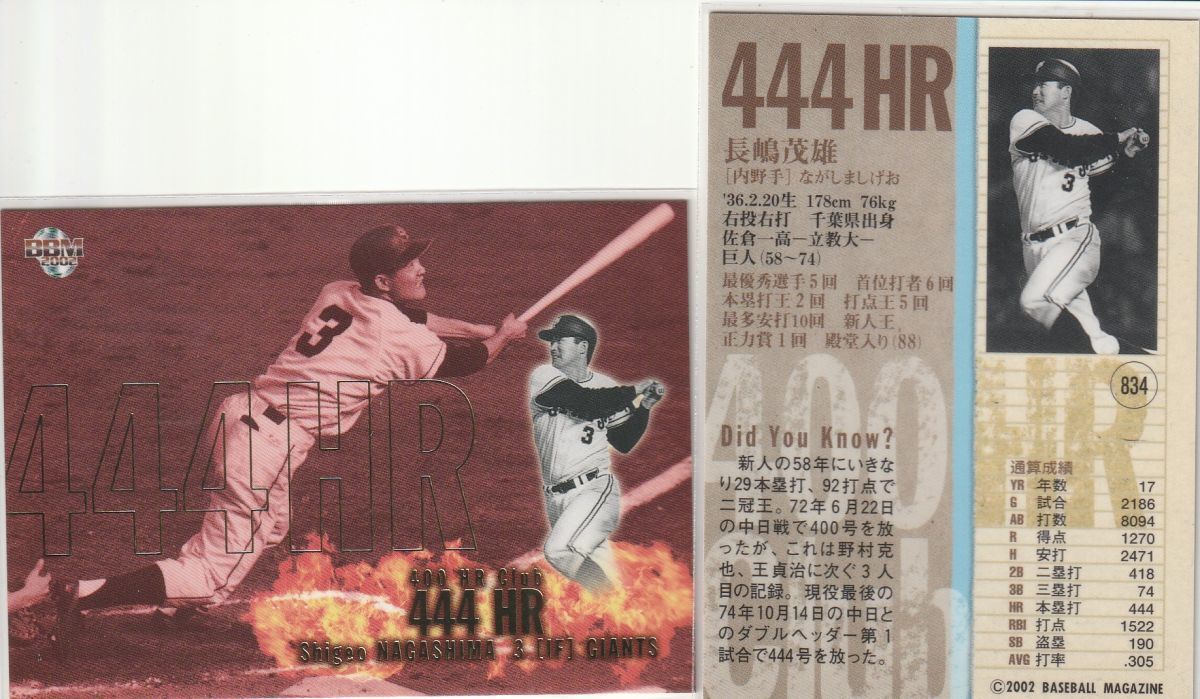 BBM
2002
3
444HR
3
400 HR Club
444 HR
Shigeo NAGASHIMA 3 [IF] GIANTS
444HR
長嶋茂雄
[内野手] ながしましげお
'36.2.20生 178cm 76kg
右投右打 千葉県出身
佐倉一高ー立教大ー
巨人(58〜74)
最優秀選手5回 首位打者6回
本塁打王2回 打点王5回
最多安打10回 新人王
正力賞1回 殿堂入り(88)
400 HR
Club
Did You Know?
新人の58年にいきな
り29本塁打、92打点で
二冠王。72年6月22日
の中日戦で400号を放
ったが、これは野村克
也、王貞治に次ぐ3人
目の記録。現役最後の
74年10月14日の中日と
のダブルヘッダー第1
試合で444号を放った。
3
834
通算成績
YR 年数 17
G 試合 2186
AB 打数 8094
R 得点 1270
H 安打 2471
2B 二塁打 418
3B 三塁打 74
HR 本塁打 444
RBI 打点 1522
SB 盗塁 190
AVG 打率 .305
©2002 BASEBALL MAGAZINE